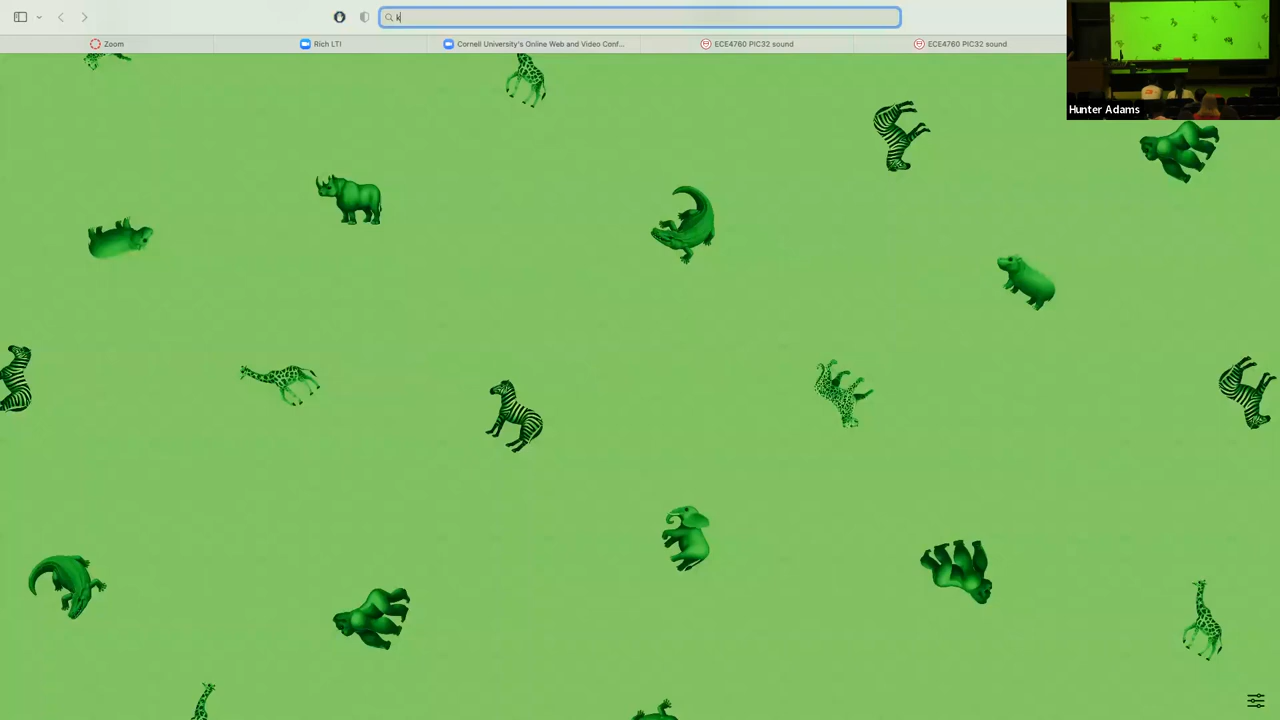 k
Zoom
Rich LTI
Cornell University's Online Web and Video Conf...
ECE4760 PIC32 sound
ECE4760 PIC32 sound
Hunter Adams